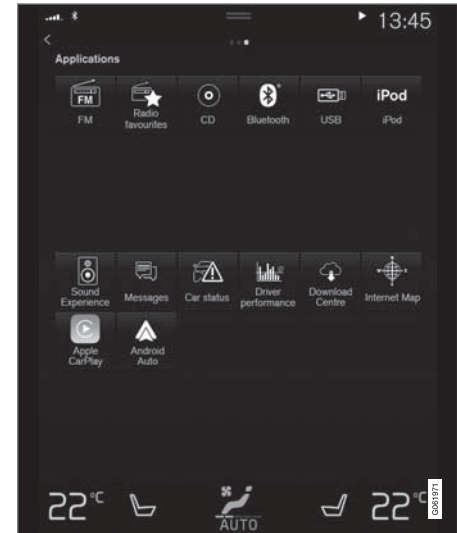 13:45
Applications
FM
iPod
FM
Radio
favourites
CD
Bluetooth
USB
iPod
Sound
Experience
Messages
Car status
Driver
performance
Download
Centre
Internet Map
Apple
CarPlay
Android
Auto
22°C
22°C
AUTO
G061971